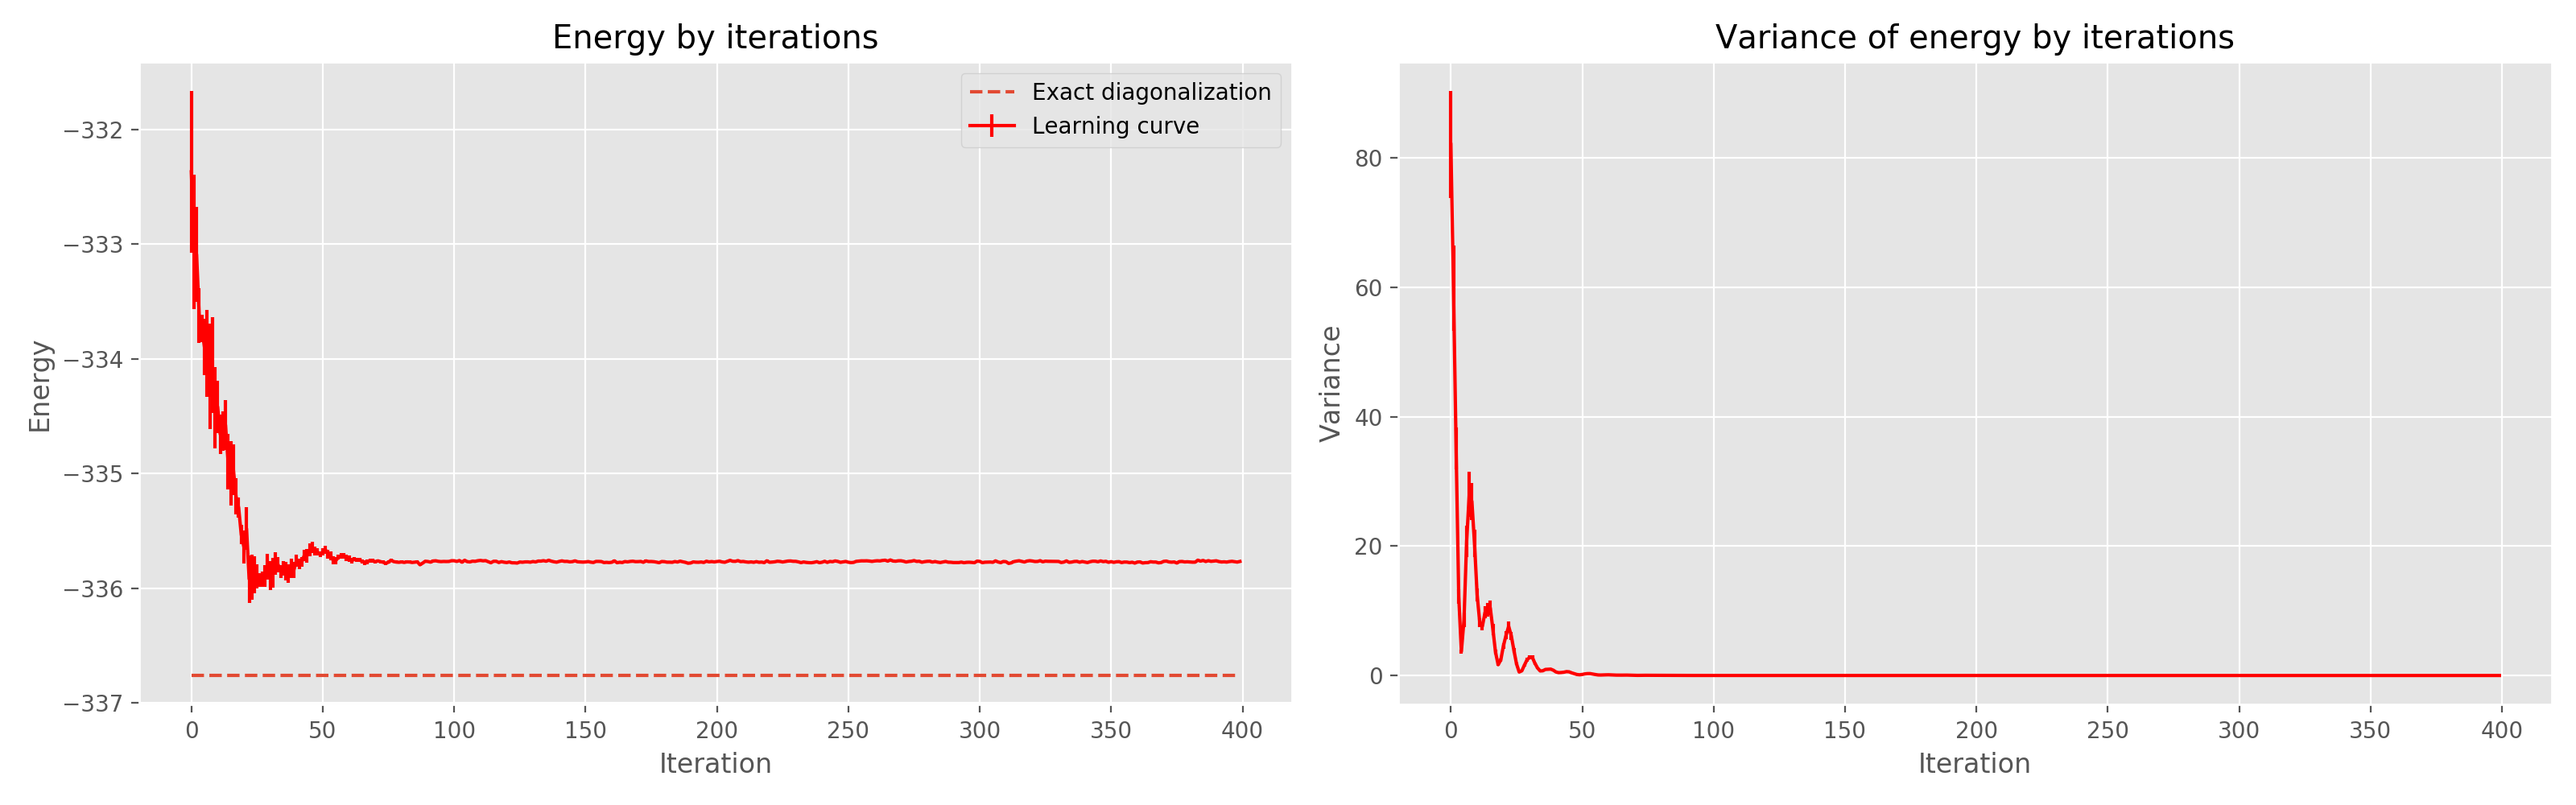 Energy by iterations
Exact diagonalization
Learning curve
Energy
−332
−333
−334
−335
−336
−337
0 50 100 150 200 250 300 350 400
Iteration
Variance of energy by iterations
Variance
80
60
40
20
0
0 50 100 150 200 250 300 350 400
Iteration